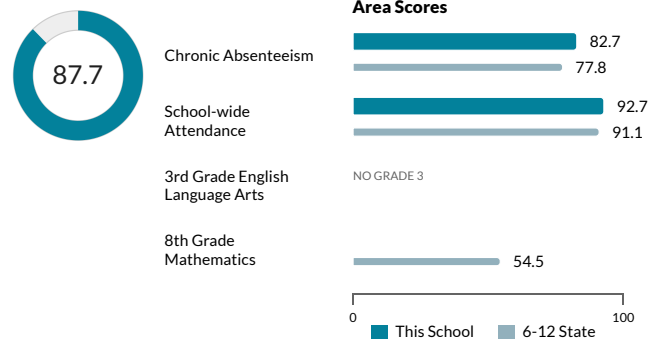 Area Scores
87.7
Chronic Absenteeism
82.7
77.8
School-wide
Attendance
92.7
91.1
3rd Grade English
Language Arts
NO GRADE 3
8th Grade
Mathematics
54.5
0
100
This School
6-12 State